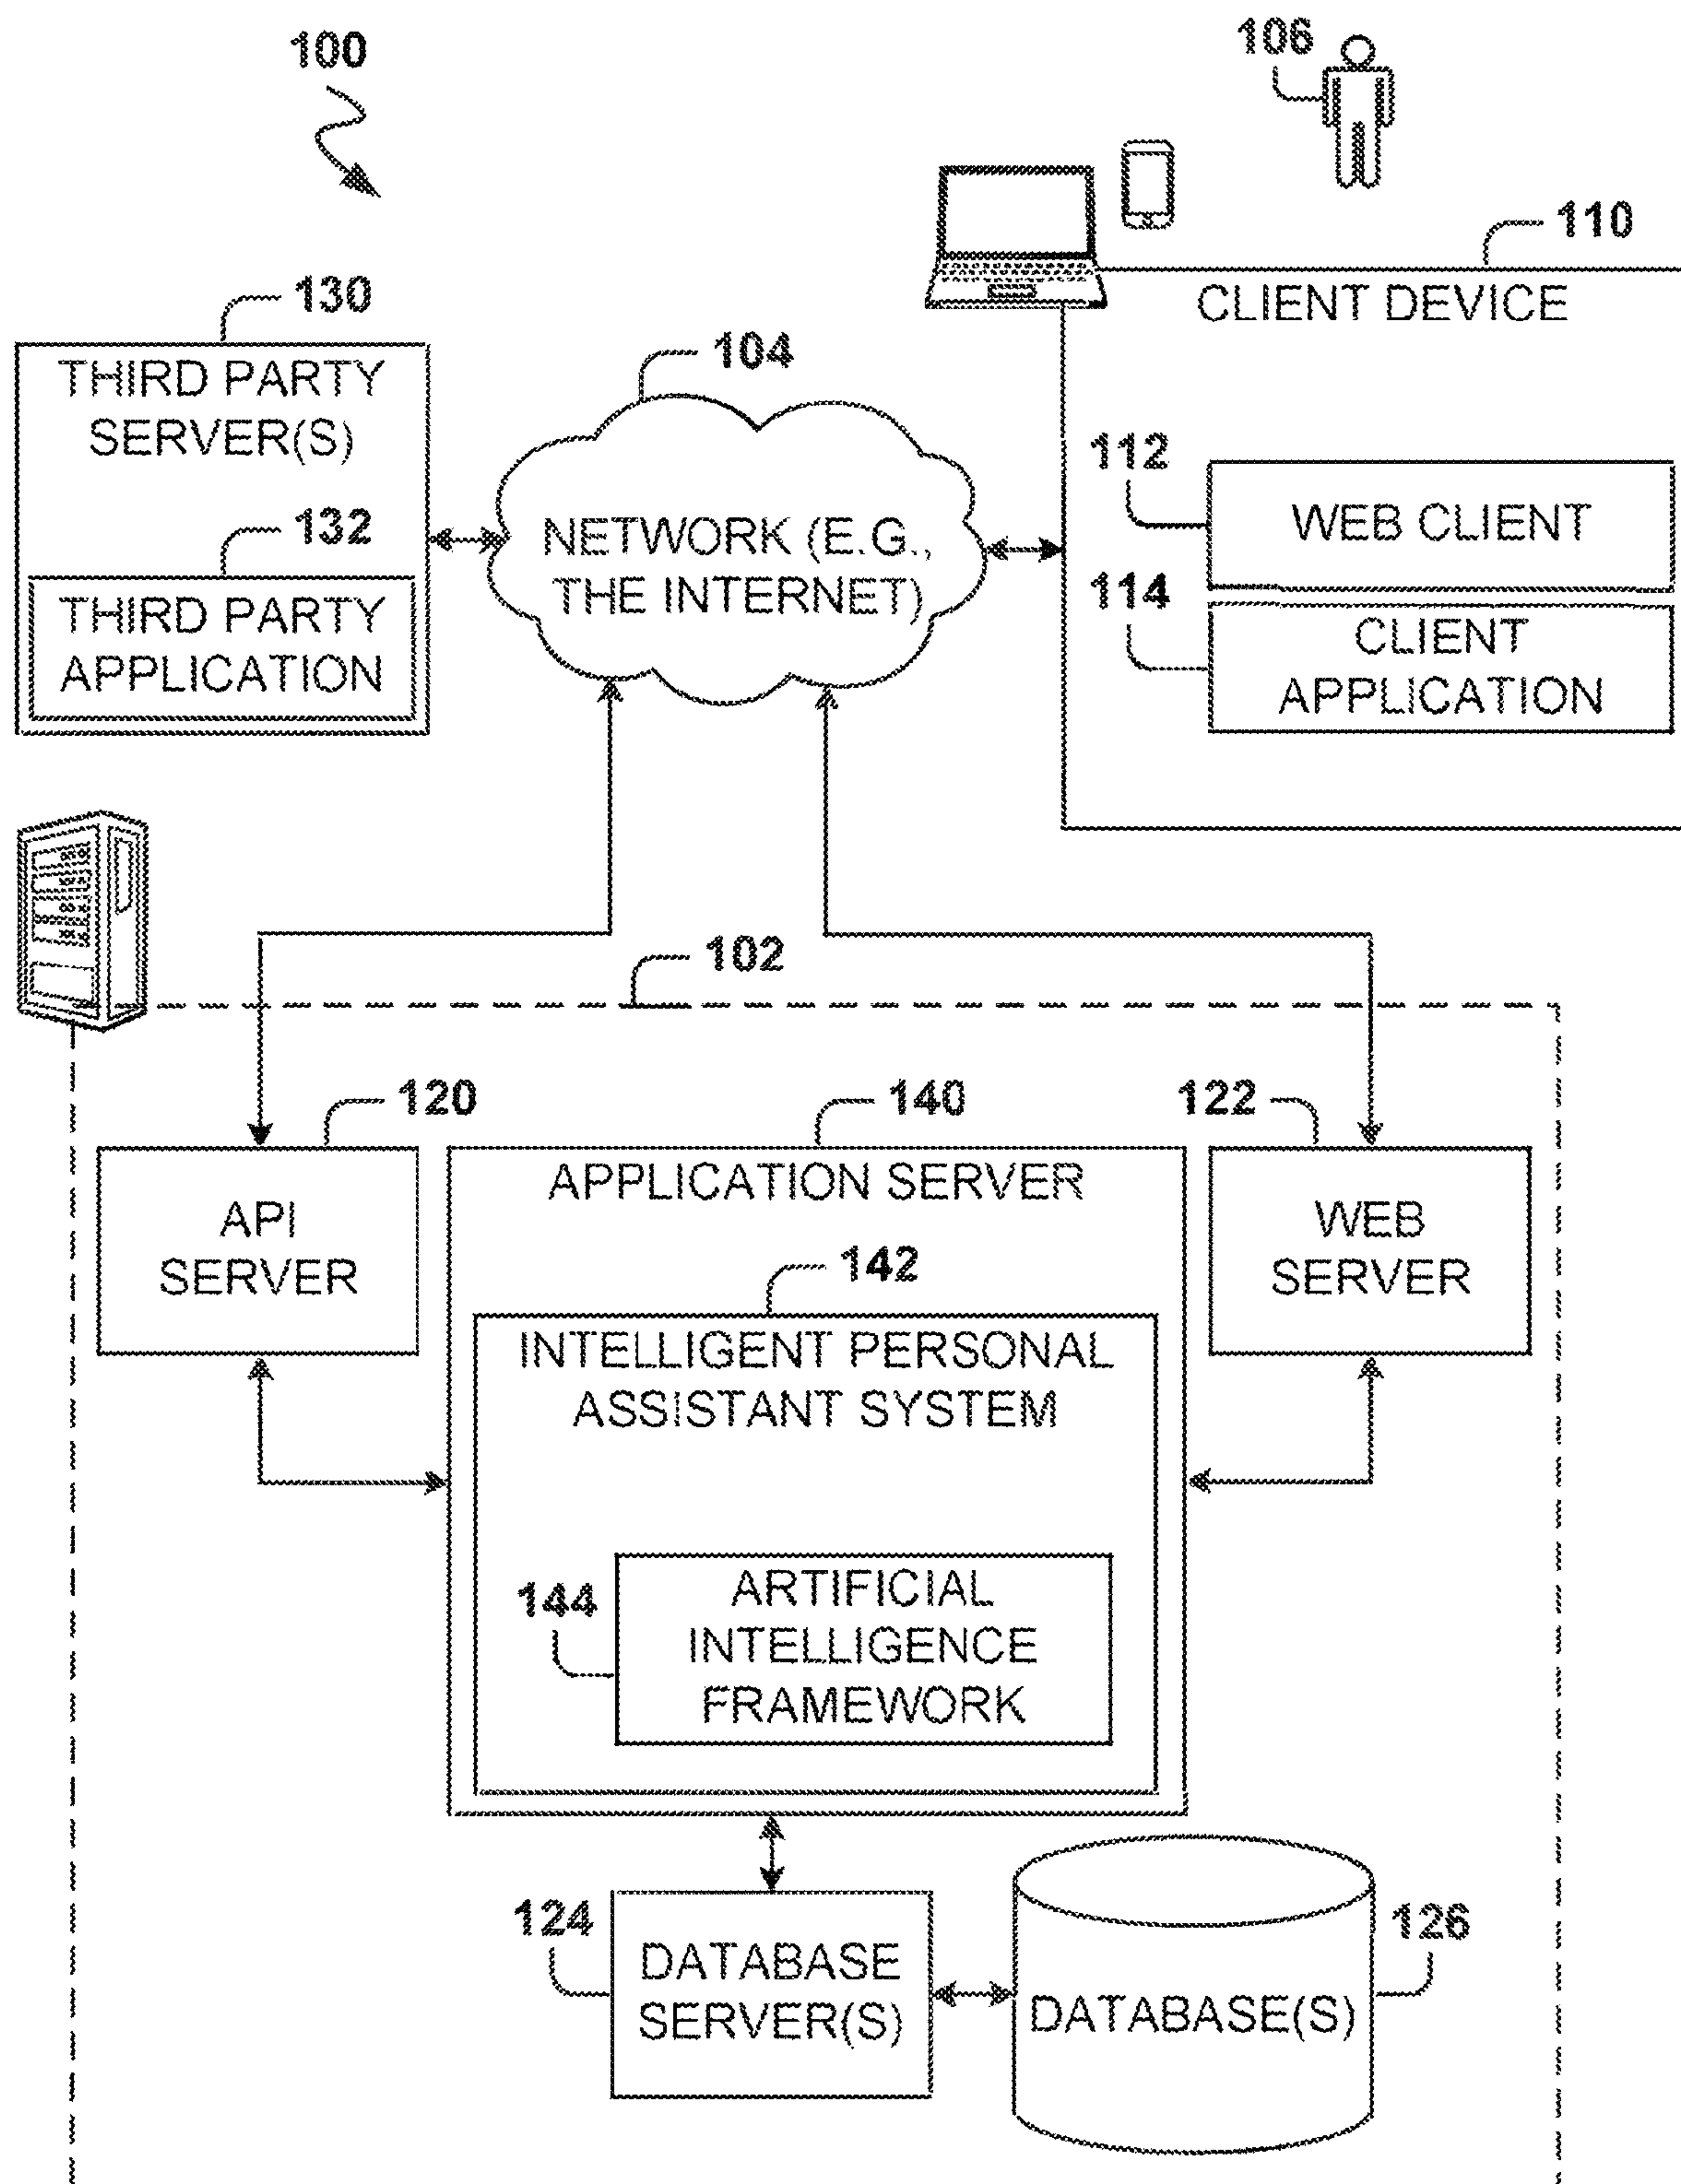 100
106
110
CLIENT DEVICE
130
THIRD PARTY
SERVER(S)
132
THIRD PARTY
APPLICATION
104
NETWORK (E.G.,
THE INTERNET)
112
WEB CLIENT
114
CLIENT
APPLICATION
102
120
API
SERVER
140
APPLICATION SERVER
142
INTELLIGENT PERSONAL
ASSISTANT SYSTEM
144
ARTIFICIAL
INTELLIGENCE
FRAMEWORK
122
WEB
SERVER
124
DATABASE
SERVER(S)
126
DATABASE(S)